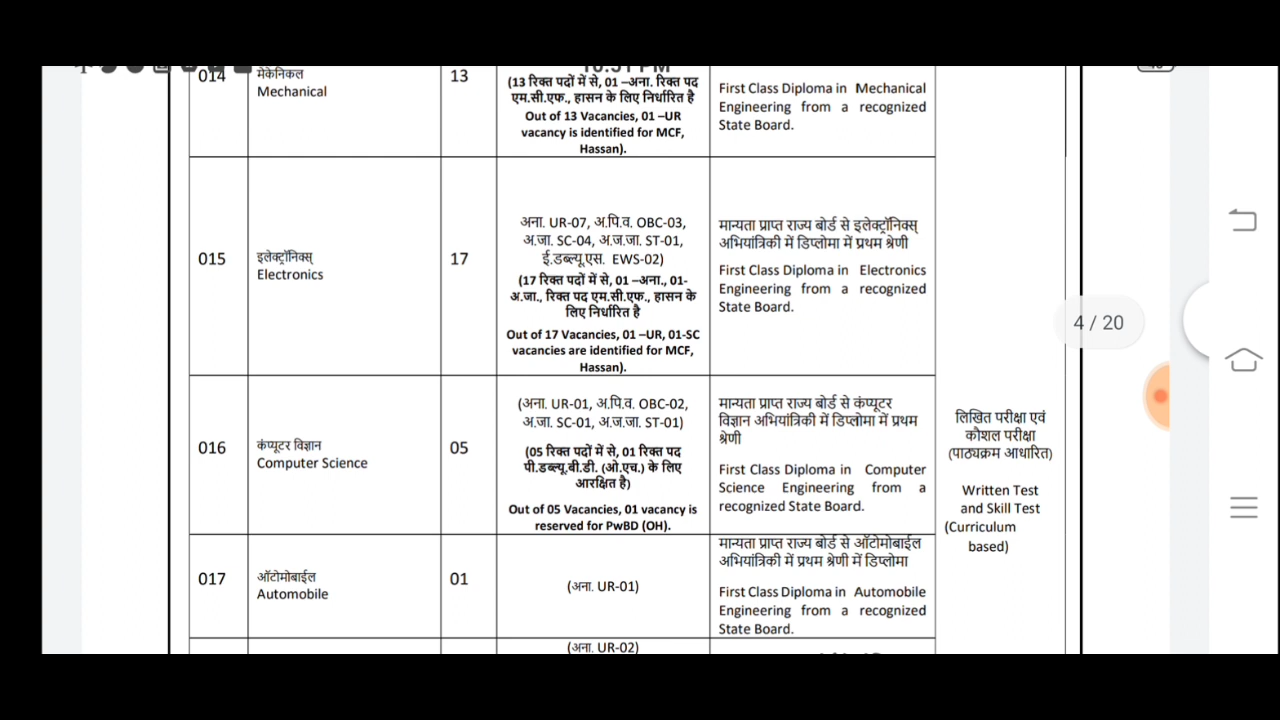 10:51 PM
014
मेकेनिकल
Mechanical
13
(13 रिक्त पदों में से, 01 –अना. रिक्त पद
एम.सी.एफ., हासन के लिए निर्धारित है
Out of 13 Vacancies, 01 –UR
vacancy is identified for MCF,
Hassan).
First Class Diploma in Mechanical
Engineering from a recognized
State Board.
015
इलेक्ट्रॉनिक्स्
Electronics
17
अना. UR-07, अ.पि.व. OBC-03,
अ.जा. SC-04, अ.ज.जा. ST-01,
ई.डब्ल्यू.एस. EWS-02)
(17 रिक्त पदों में से, 01 –अना., 01-
अ.जा., रिक्त पद एम.सी.एफ., हासन के
लिए निर्धारित है
Out of 17 Vacancies, 01 –UR, 01-SC
vacancies are identified for MCF,
Hassan).
मान्यता प्राप्त राज्य बोर्ड से इलेक्ट्रॉनिक्स्
अभियांत्रिकी में डिप्लोमा में प्रथम श्रेणी
First Class Diploma in Electronics
Engineering from a recognized
State Board.
4 / 20
016
कंप्यूटर विज्ञान
Computer Science
05
(अना. UR-01, अ.पि.व. OBC-02,
अ.जा. SC-01, अ.ज.जा. ST-01)
(05 रिक्त पदों में से, 01 रिक्त पद
पी.डब्ल्यू.बी.डी. (ओ.एच.) के लिए
आरक्षित है)
Out of 05 Vacancies, 01 vacancy is
reserved for PwBD (OH).
मान्यता प्राप्त राज्य बोर्ड से कंप्यूटर
विज्ञान अभियांत्रिकी में डिप्लोमा में प्रथम
श्रेणी
First Class Diploma in Computer
Science Engineering from a
recognized State Board.
लिखित परीक्षा एवं
कौशल परीक्षा
(पाठ्यक्रम आधारित)
Written Test
and Skill Test
(Curriculum
based)
017
ऑटोमोबाईल
Automobile
01
(अना. UR-01)
मान्यता प्राप्त राज्य बोर्ड से ऑटोमोबाईल
अभियांत्रिकी में प्रथम श्रेणी में डिप्लोमा
First Class Diploma in Automobile
Engineering from a recognized
State Board.
(अना. UR-02)